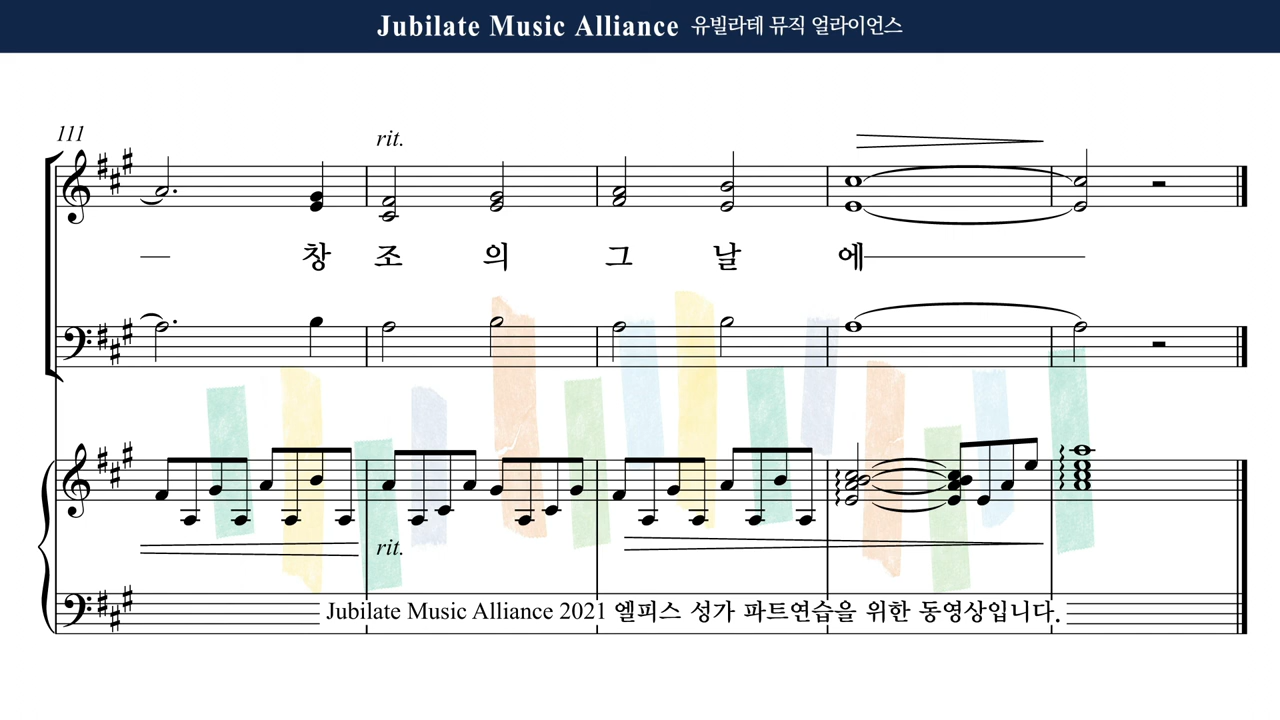 Jubilate Music Alliance 유빌라테 뮤직 얼라이언스
111
rit.
창 조 의 그 날 에
rit.
Jubilate Music Alliance 2021 엘피스 성가 파트연습을 위한 동영상입니다.